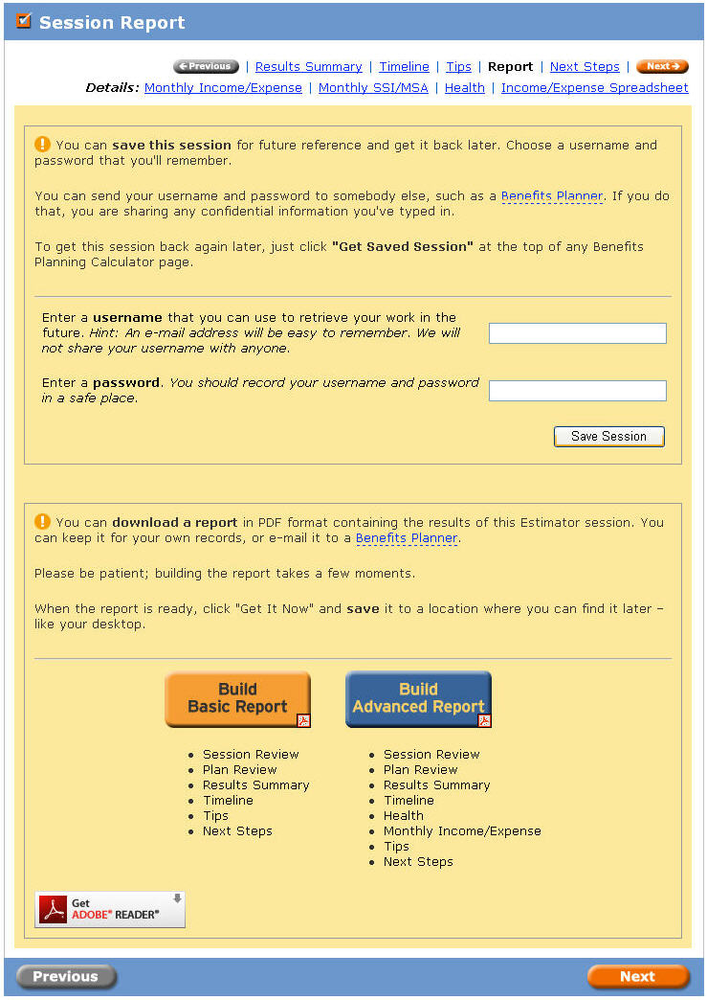 Session Report
Previous | Results Summary | Timeline | Tips | Report | Next Steps | Next
Details: Monthly Income/Expense | Monthly SSI/MSA | Health | Income/Expense Spreadsheet
! You can save this session for future reference and get it back later. Choose a username and
password that you'll remember.
You can send your username and password to somebody else, such as a Benefits Planner. If you do
that, you are sharing any confidential information you've typed in.
To get this session back again later, just click "Get Saved Session" at the top of any Benefits
Planning Calculator page.
Enter a username that you can use to retrieve your work in the
future. Hint: An e-mail address will be easy to remember. We will
not share your username with anyone.
Enter a password. You should record your username and password
in a safe place.
Save Session
! You can download a report in PDF format containing the results of this Estimator session. You
can keep it for your own records, or e-mail it to a Benefits Planner.
Please be patient; building the report takes a few moments.
When the report is ready, click "Get It Now" and save it to a location where you can find it later –
like your desktop.
Build
Basic Report
Session Review
Plan Review
Results Summary
Timeline
Tips
Next Steps
Build
Advanced Report
Session Review
Plan Review
Results Summary
Timeline
Health
Monthly Income/Expense
Tips
Next Steps
Get
ADOBE® READER®
Previous
Next